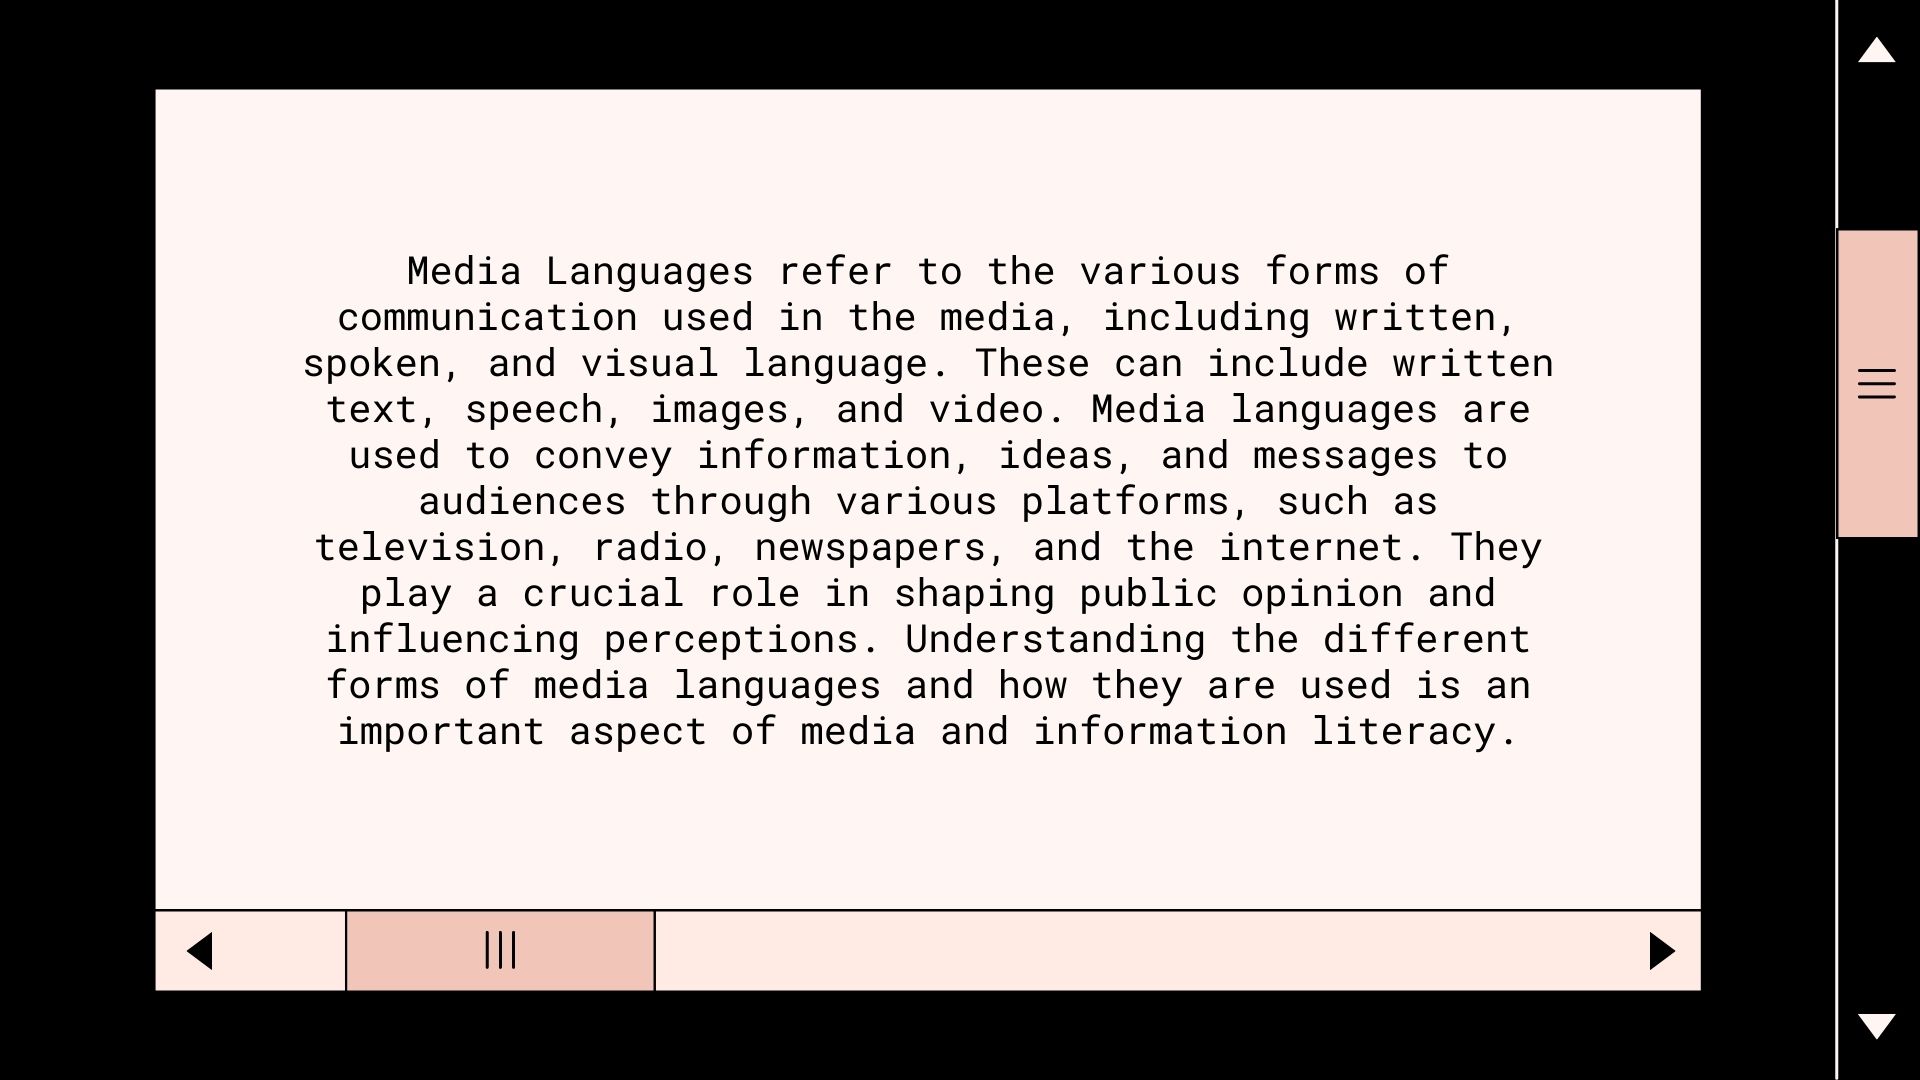 Media Languages refer to the various forms of
communication used in the media, including written,
spoken, and visual language. These can include written
text, speech, images, and video. Media languages are
used to convey information, ideas, and messages to
audiences through various platforms, such as
television, radio, newspapers, and the internet. They
play a crucial role in shaping public opinion and
influencing perceptions. Understanding the different
forms of media languages and how they are used is an
important aspect of media and information literacy.